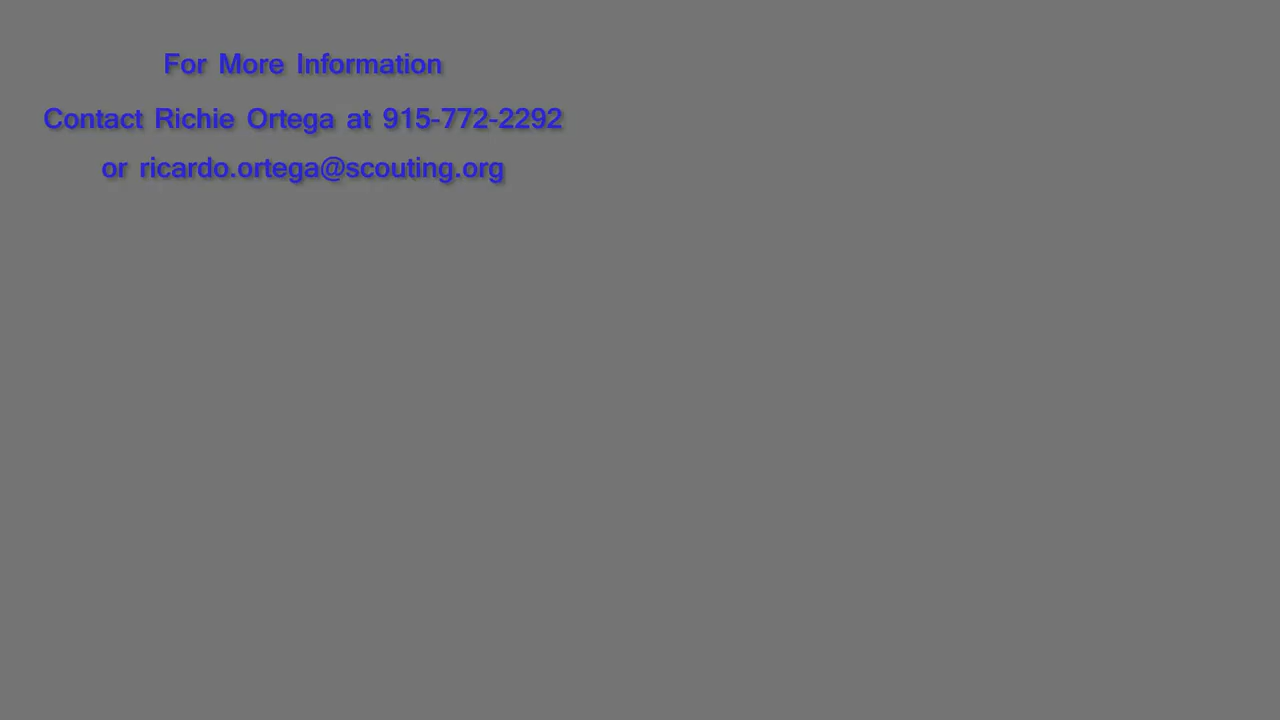 For More Information
Contact Richie Ortega at 915-772-2292
or ricardo.ortega@scouting.org